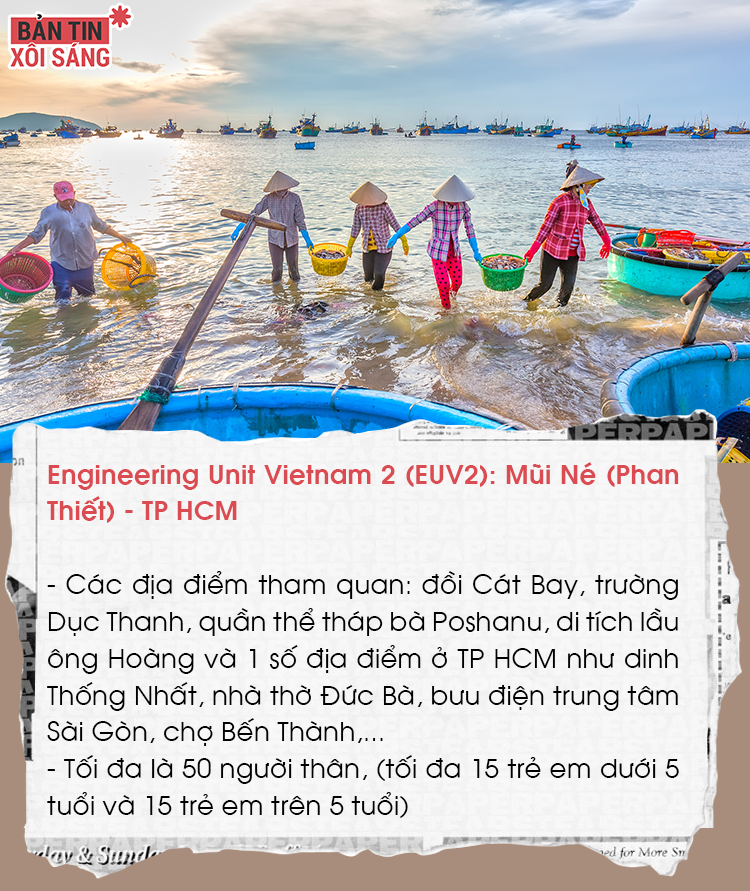 BẢN TIN
XÔI SÁNG
PERPAPI
Engineering Unit Vietnam 2 (EUV2): Mũi Né (Phan
Thiết) - TP HCM
- Các địa điểm tham quan: đồi Cát Bay, trường
Dục Thanh, quần thể tháp bà Poshanu, di tích lầu
ông Hoàng và 1 số địa điểm ở TP HCM như dinh
Thống Nhất, nhà thờ Đức Bà, bưu điện trung tâm
Sài Gòn, chợ Bến Thành,...
- Tối đa là 50 người thân, (tối đa 15 trẻ em dưới 5
tuổi và 15 trẻ em trên 5 tuổi)
for More